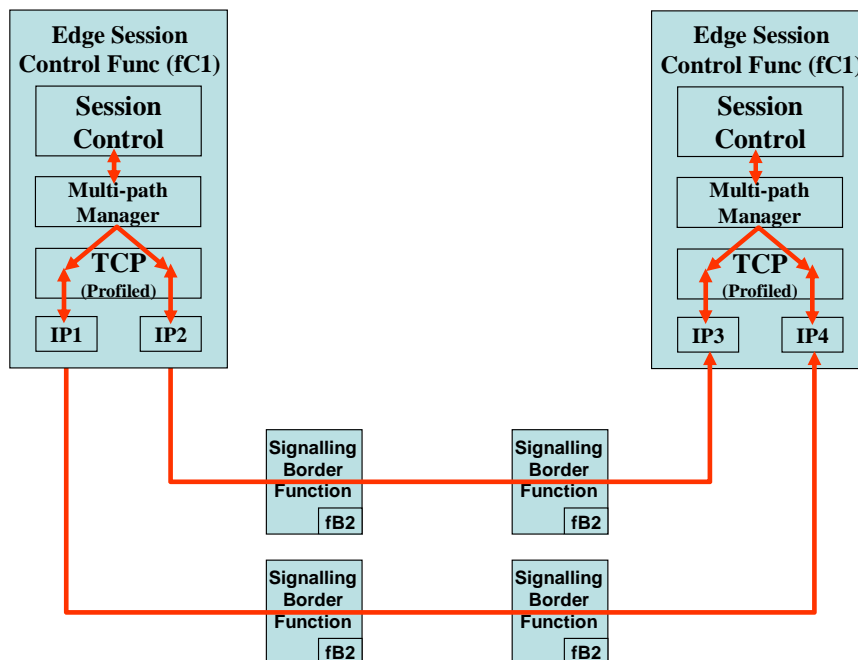 Edge Session
Control Func (fC1)
Session
Control
Multi-path
Manager
TCP
(Profiled)
IP1
IP2
Edge Session
Control Func (fC1)
Session
Control
Multi-path
Manager
TCP
(Profiled)
IP3
IP4
Signalling
Border
Function
fB2
Signalling
Border
Function
fB2
Signalling
Border
Function
fB2
Signalling
Border
Function
fB2